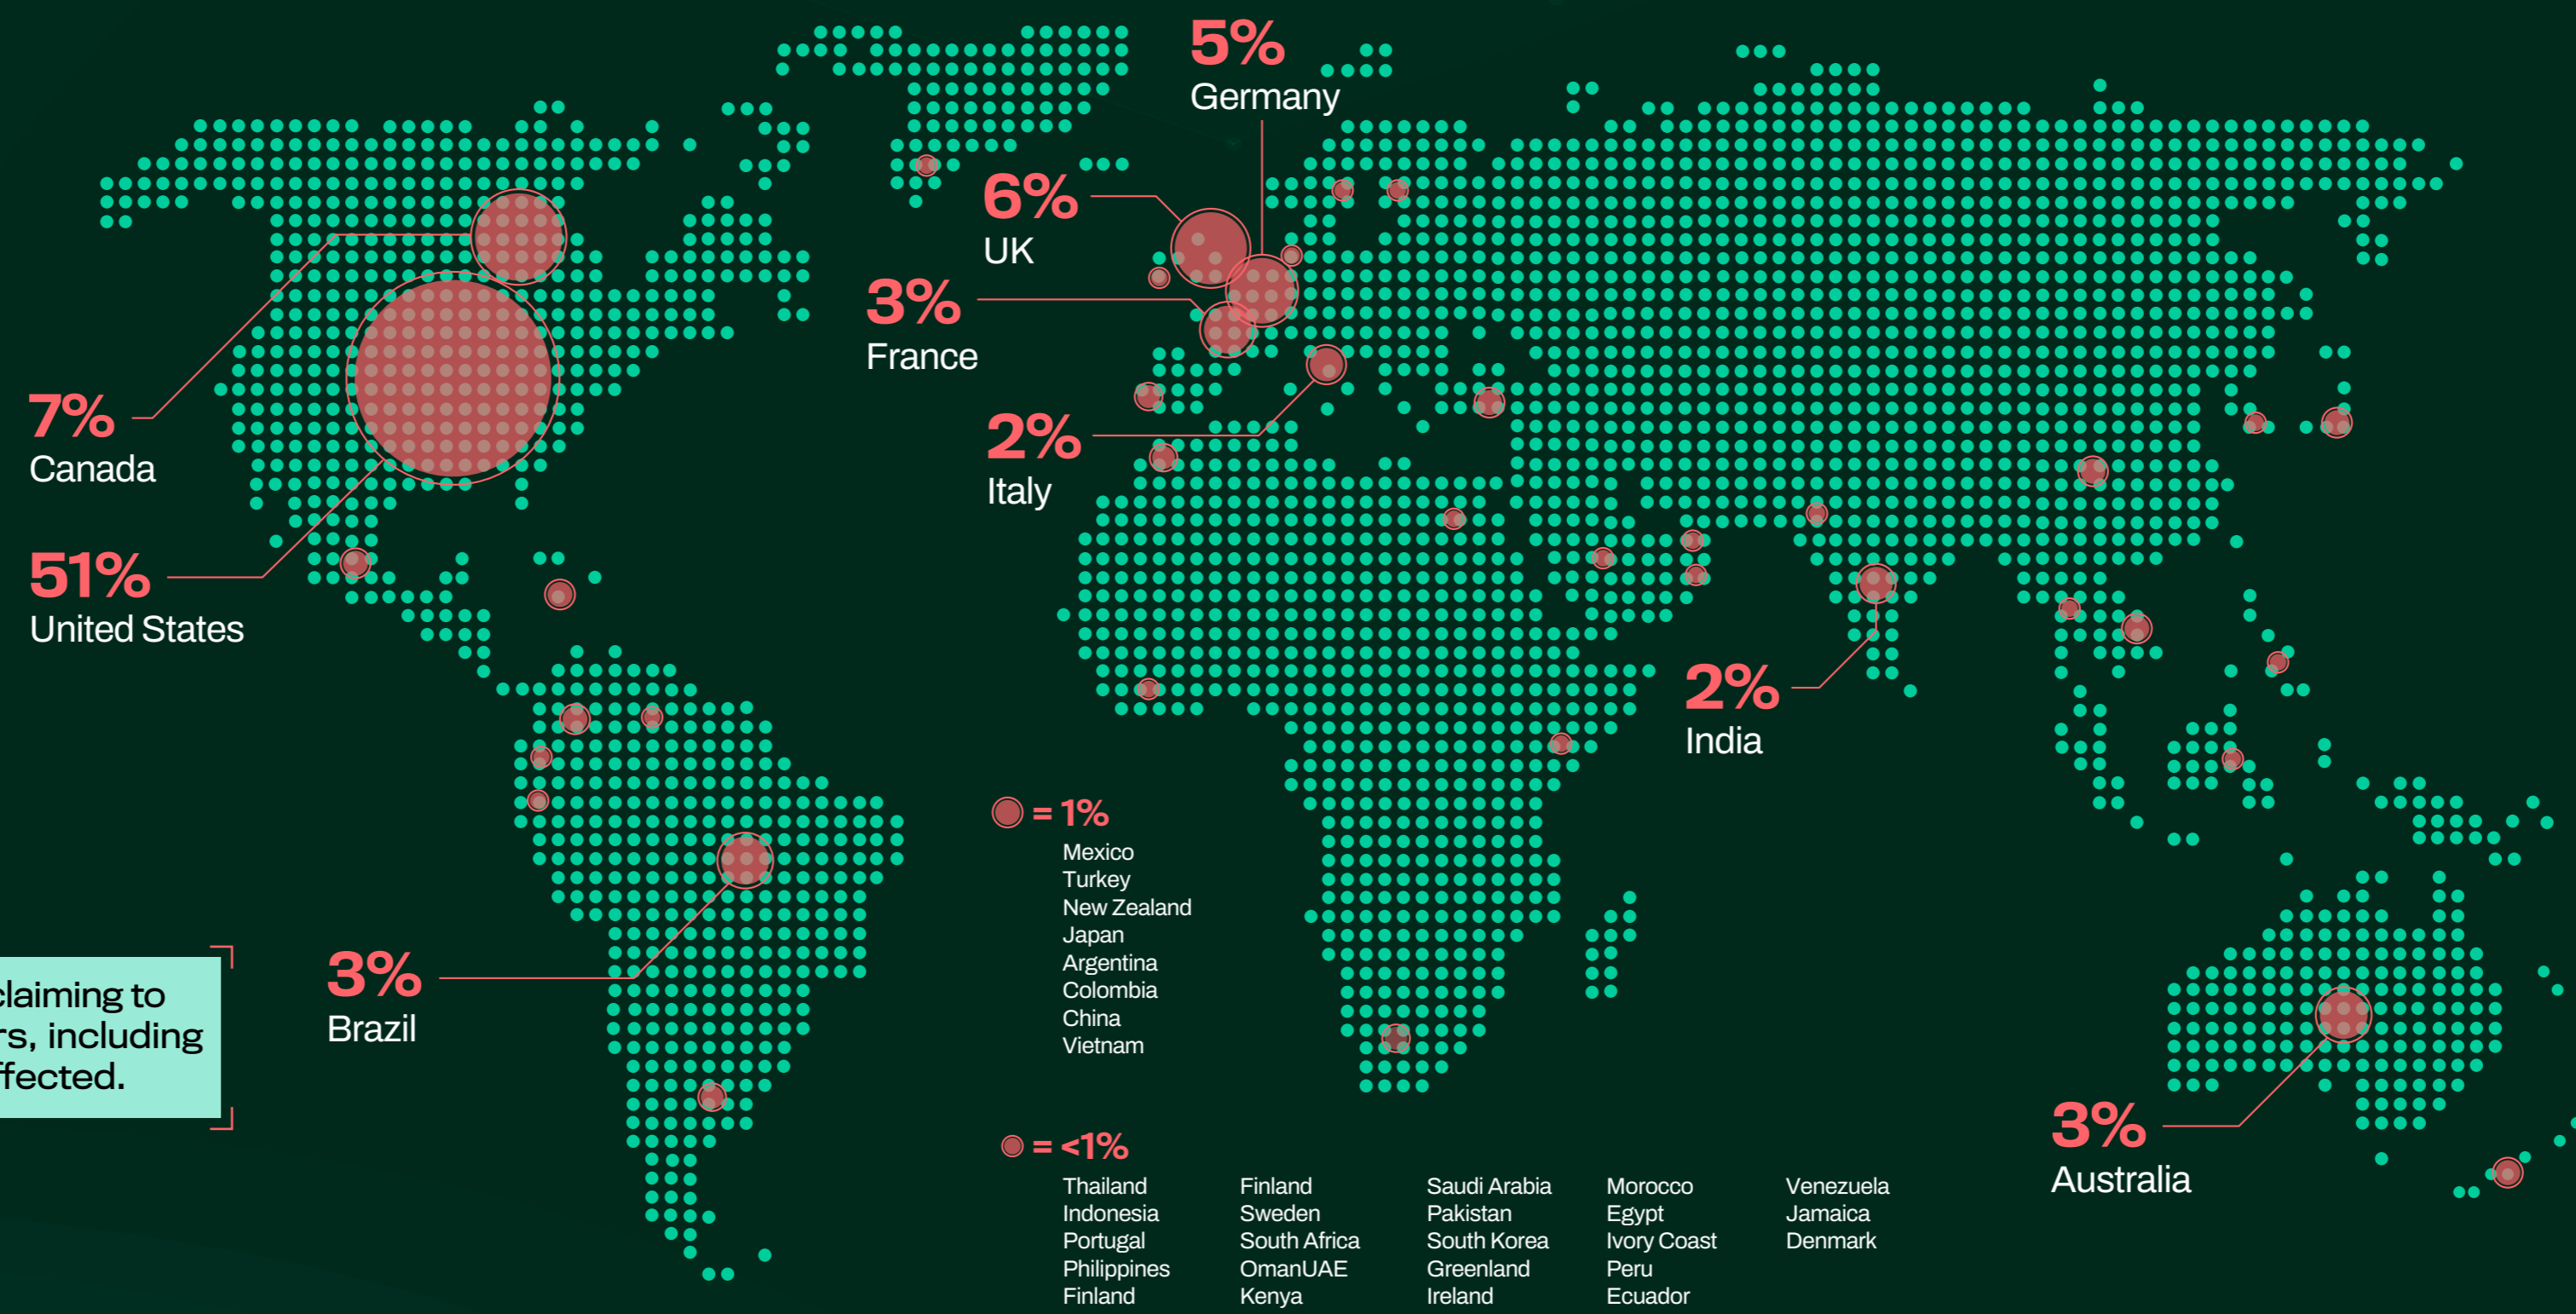 5%
Germany
6%
UK
3%
France
7%
Canada
2%
Italy
51%
United States
2%
India
= 1%
Mexico
Turkey
New Zealand
Japan
Argentina
Colombia
China
Vietnam
3%
Brazil
claiming to
rs, including
ffected.
3%
Australia
= <1%
Thailand
Indonesia
Portugal
Philippines
Finland
Finland
Sweden
South Africa
OmanUAE
Kenya
Saudi Arabia
Pakistan
South Korea
Greenland
Ireland
Morocco
Egypt
Ivory Coast
Peru
Ecuador
Venezuela
Jamaica
Denmark